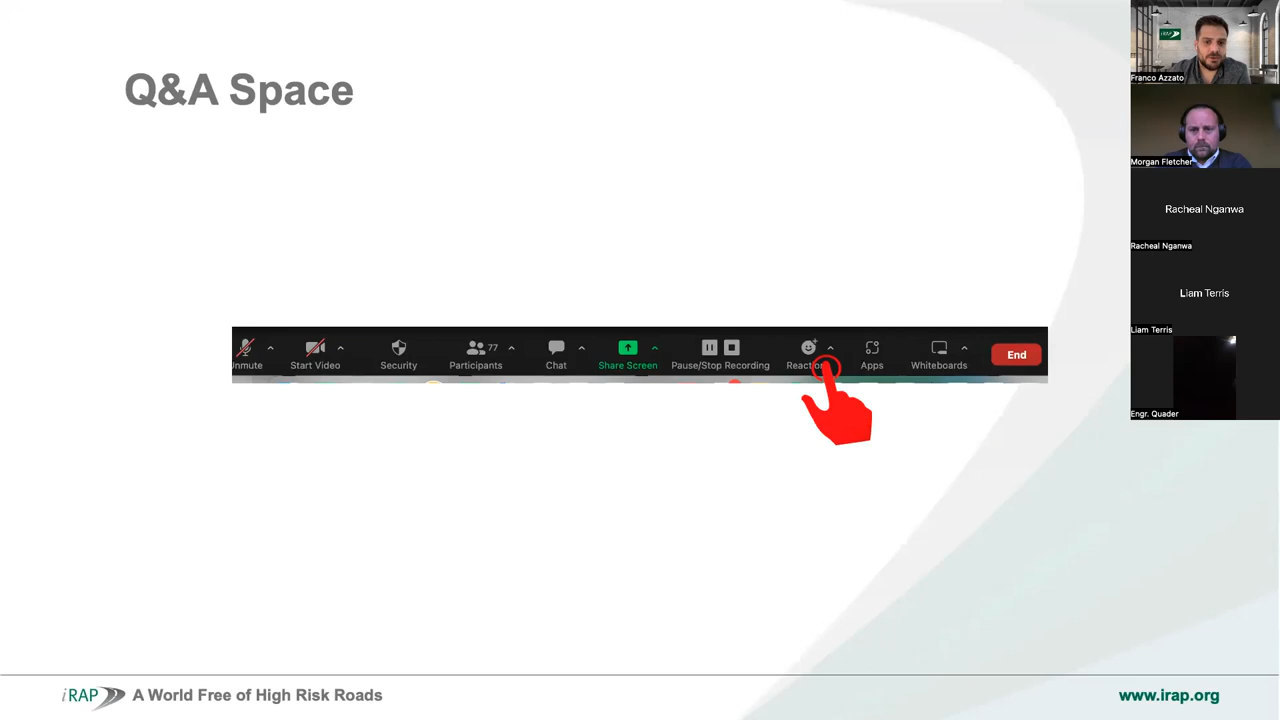 Q&A Space
Unmute
Start Video
Security
77
Participants
Chat
Share Screen
Pause/Stop Recording
Reactions
Apps
Whiteboards
End
iRAP
A World Free of High Risk Roads
www.irap.org
iRAP
Franco Azzato
Morgan Fletcher
Racheal Nganwa
Racheal Nganwa
Liam Terris
Liam Terris
Engr. Quader